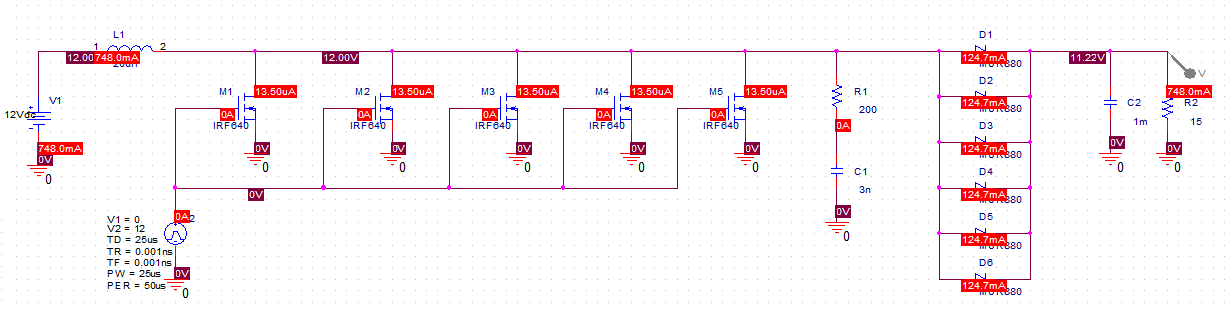 D1
L1
1
2
12.00
748.0mA
20uH
12.00V
124.7mA
11.22V
V
MUR880
D2
M1
13.50uA
M2
13.50uA
M3
13.50uA
M4
13.50uA
M5
13.50uA
R1
200
748.0mA
R2
15
V1
12Vdc
C2
1m
124.7mA
MUR880
0A
IRF640
0A
IRF640
0A
IRF640
0A
IRF640
0A
IRF640
0A
D3
748.0mA
0V
0
0V
0
0V
0
0V
0
0V
0
0V
0
124.7mA
MUR880
0V
0
0V
0
C1
3n
D4
0V
124.7mA
MUR880
0A
2
0V
0
D5
V1 = 0
V2 = 12
TD = 25us
TR = 0.001ns
TF = 0.001ns
PW = 25us
PER = 50us
124.7mA
MUR880
D6
0V
0
124.7mA
MUR880